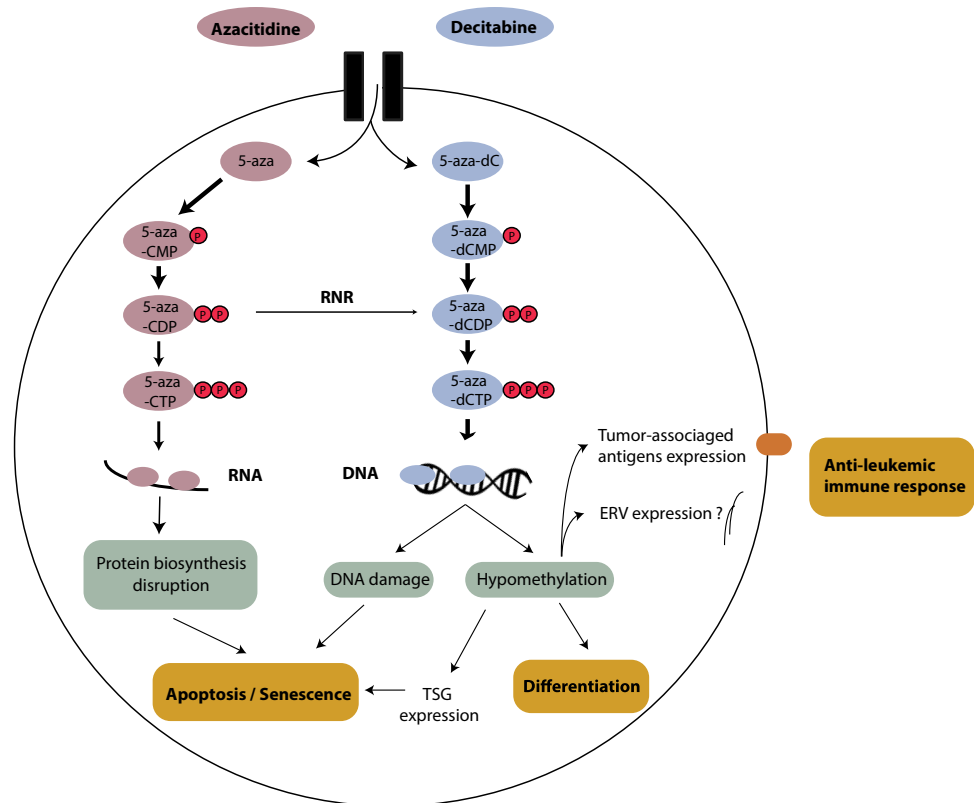 Azacitidine
Decitabine
5-aza
5-aza-dC
5-aza
-CMP
P
5-aza
-dCMP
P
5-aza
-CDP
P P
RNR
5-aza
-dCDP
P P
5-aza
-CTP
P P P
5-aza
-dCTP
P P P
RNA
DNA
Tumor-associaged
antigens expression
ERV expression ?
Anti-leukemic
immune response
Protein biosynthesis
disruption
DNA damage
Hypomethylation
Apoptosis / Senescence
TSG
expression
Differentiation